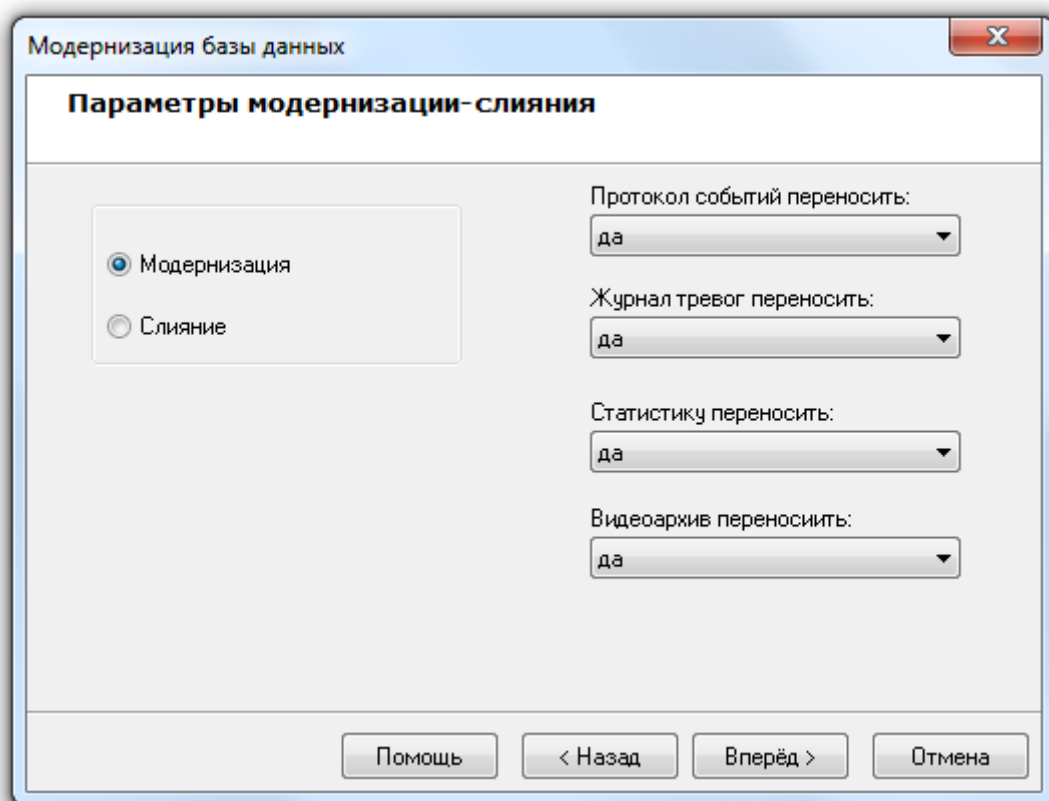 Модернизация базы данных
Параметры модернизации-слияния
Модернизация
Слияние
Протокол событий переносить:
да
Журнал тревог переносить:
да
Статистику переносить:
да
Видеоархив переносиить:
да
Помощь
< Назад
Вперёд >
Отмена